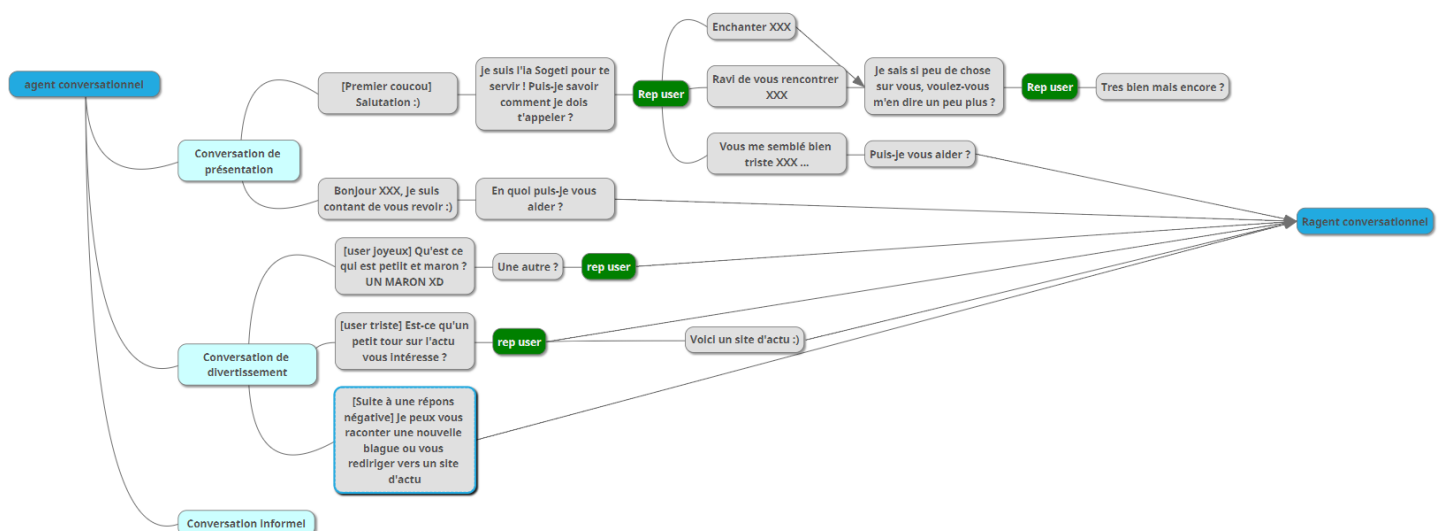 agent conversationnel
Conversation de
présentation
[Premier coucou]
Salutation :)
Je suis l'ia Sogeti pour te
servir ! Puis-je savoir
comment je dois
t'appeler ?
Rep user
Enchanter XXX
Ravi de vous rencontrer
XXX
Je sais si peu de chose
sur vous, voulez-vous
m'en dire un peu plus ?
Rep user
Tres bien mais encore ?
Vous me semblé bien
triste XXX ...
Puis-je vous aider ?
Bonjour XXX, je suis
contant de vous revoir :)
En quoi puis-je vous
aider ?
Ragent conversationnel
Conversation de
divertissement
[user joyeux] Qu'est ce
qui est petiit et maron ?
UN MARON XD
Une autre ?
rep user
[user triste] Est-ce qu'un
petit tour sur l'actu
vous intéresse ?
rep user
Voici un site d'actu :)
[Suite à une répons
négative] Je peux vous
raconter une nouvelle
blague ou vous
rediriger vers un site
d'actu
Conversation informel